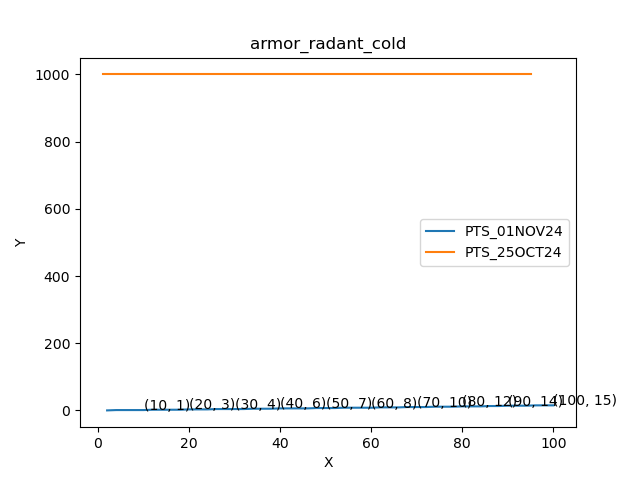 armor_radant_cold
1000
800
600
400
200
0
Y
PTS_01NOV24
PTS_25OCT24
(10, 1)(20, 3)(30, 4)(40, 6)(50, 7)(60, 8)(70, 10)(80, 12)(90, 14)(100, 15)
0 20 40 60 80 100
X